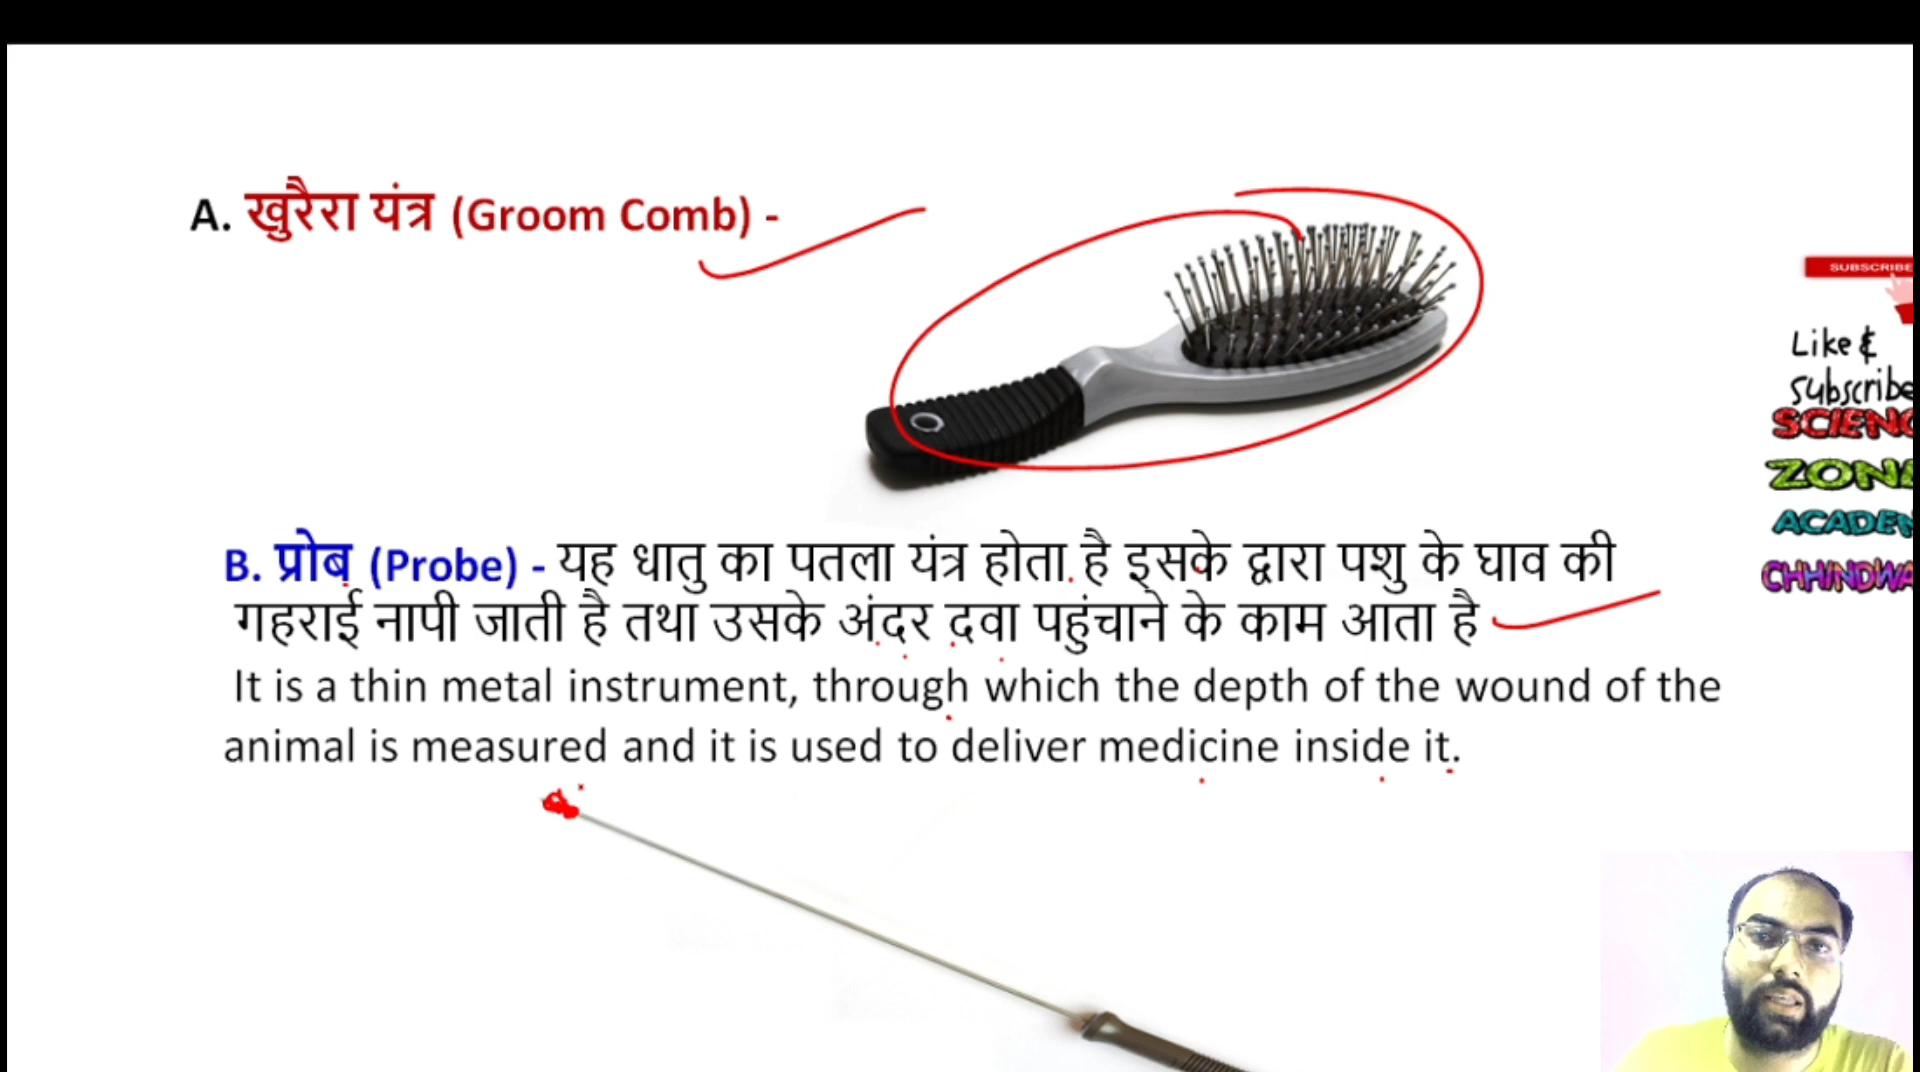 A. खुरैरा यंत्र (Groom Comb) -
SUBSCRIBE
Like &
Subscribe
B. प्रोब (Probe) - यह धातु का पतला यंत्र होता है इसके द्वारा पशु के घाव की
गहराई नापी जाती है तथा उसके अंदर दवा पहुंचाने के काम आता है
It is a thin metal instrument, through which the depth of the wound of the
animal is measured and it is used to deliver medicine inside it.